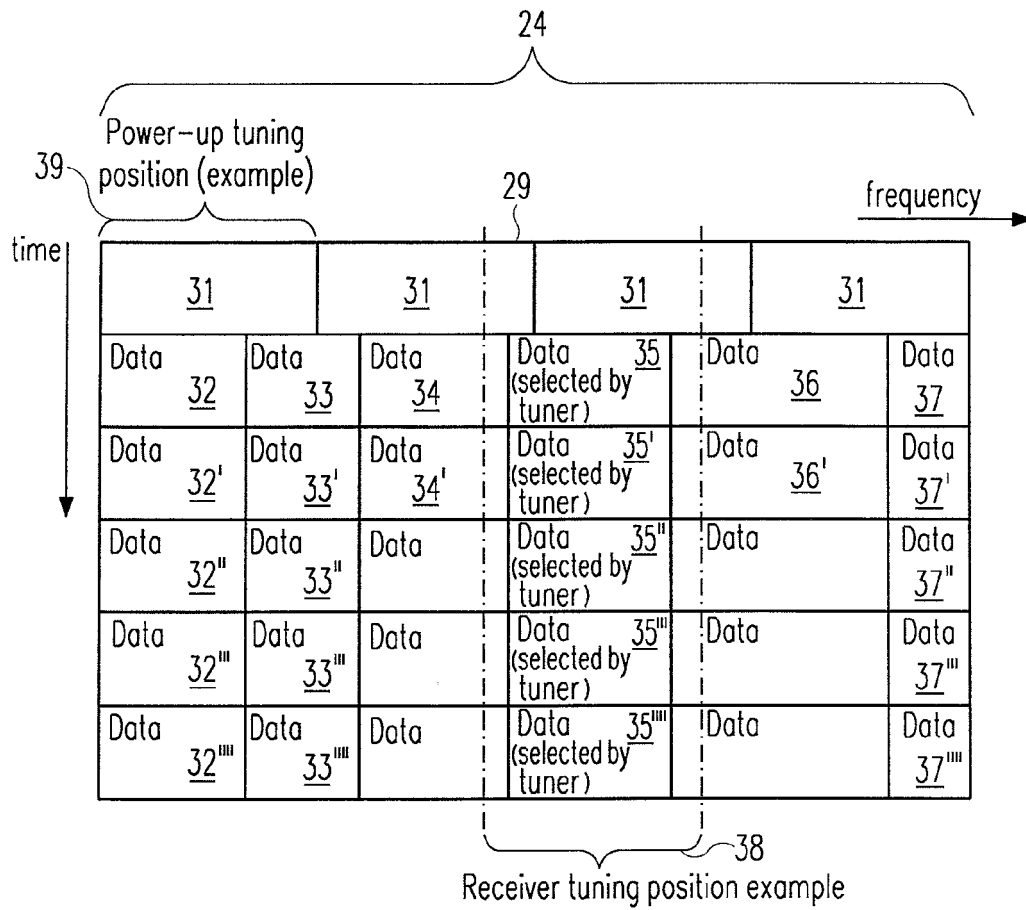 24
Power-up tuning
position (example)
39
29
frequency
time
31 31 31 31
Data 32 Data 33 Data 34 Data 35 (selected by tuner) Data 36 Data 37
Data 32' Data 33' Data 34' Data 35' (selected by tuner) Data 36' Data 37'
Data 32'' Data 33'' Data Data 35'' (selected by tuner) Data Data 37''
Data 32''' Data 33''' Data Data 35''' (selected by tuner) Data Data 37'''
Data 32'''' Data 33'''' Data Data 35'''' (selected by tuner) Data Data 37''''
38
Receiver tuning position example